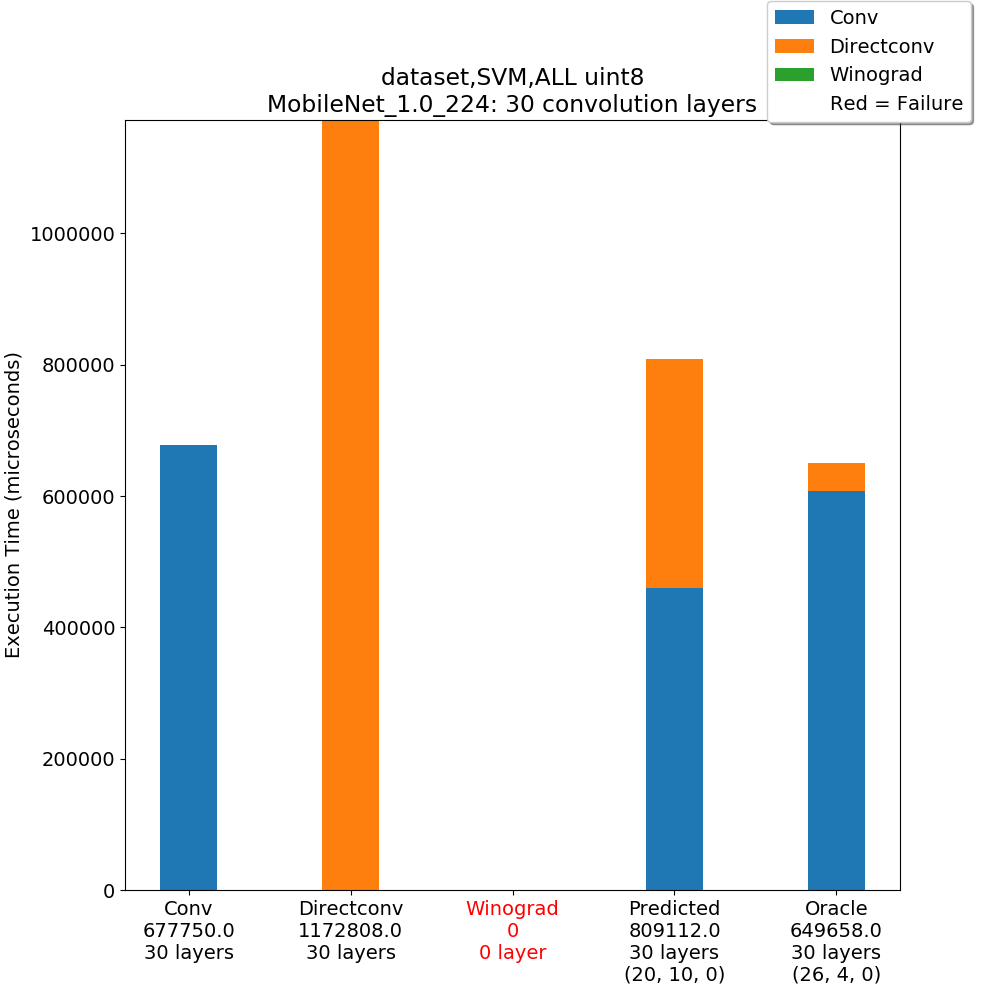 Conv
Directconv
Winograd
Red = Failure
dataset,SVM,ALL uint8
MobileNet_1.0_224: 30 convolution layers
Execution Time (microseconds)
1000000
800000
600000
400000
200000
0
Conv
677750.0
30 layers
Directconv
1172808.0
30 layers
Winograd
0
0 layer
Predicted
809112.0
30 layers
(20, 10, 0)
Oracle
649658.0
30 layers
(26, 4, 0)